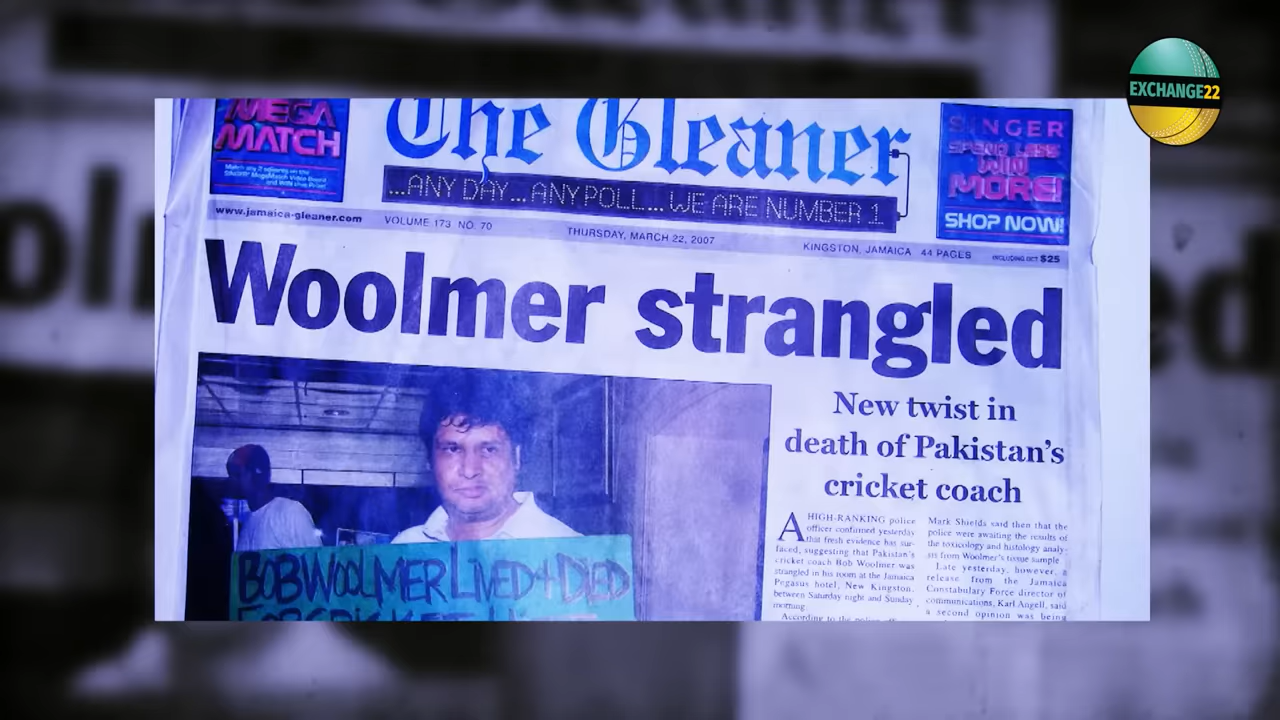 EXCHANGE22
MEGA
MATCH
The Gleaner
...ANY DAY...ANY POLL...WE ARE NUMBER 1
SINGER
SPEND LESS
WIN
MORE!
SHOP NOW!
www.jamaica-gleaner.com
VOLUME 173 NO. 70
THURSDAY, MARCH 22, 2007
KINGSTON, JAMAICA 44 PAGES
$25
Woolmer strangled
New twist in
death of Pakistan's
cricket coach
BOB WOOLMER LIVED + DIED
A HIGH-RANKING police
officer confirmed yesterday
that fresh evidence has sur-
faced, suggesting that Pakistan's
cricket coach Bob Woolmer was
strangled in his room at the Jamaica
Pegasus hotel, New Kingston,
between Saturday night and Sunday
morning.
According to the police
Mark Shields said then that the
police were awaiting the results of
the toxicology and histology analy-
sis from Woolmer's tissue sample.
Late yesterday, however, a
release from the Jamaica
Constabulary Force director of
communications, Karl Angell, said
a second opinion was being